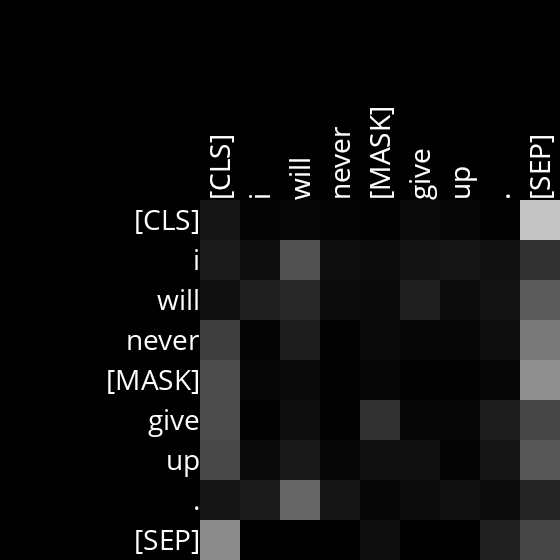 [CLS] i will never [MASK] give up . [SEP]
[CLS]
i
will
never
[MASK]
give
up
.
[SEP]